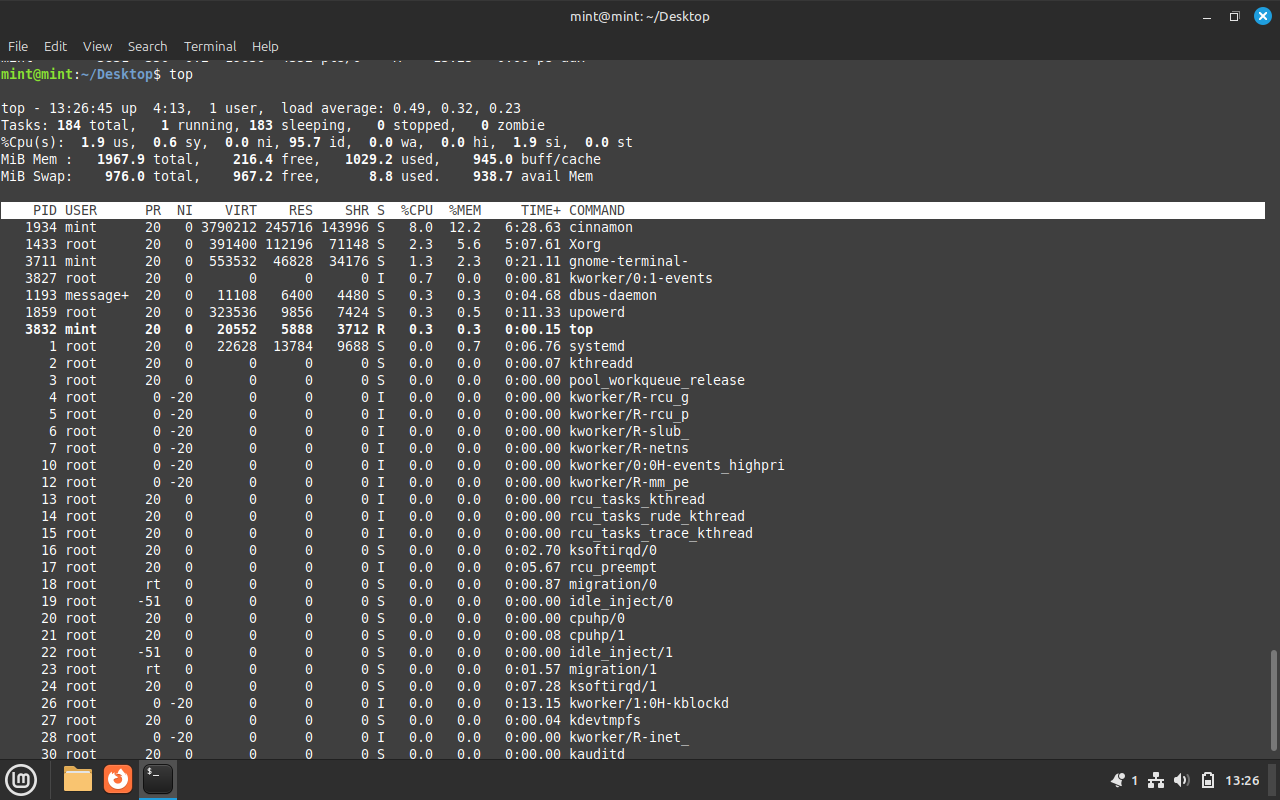 mint@mint: ~/Desktop
File Edit View Search Terminal Help
mint@mint:~/Desktop$ top
top - 13:26:45 up  4:13,  1 user,  load average: 0.49, 0.32, 0.23
Tasks: 184 total,   1 running, 183 sleeping,   0 stopped,   0 zombie
%Cpu(s):  1.9 us,  0.6 sy,  0.0 ni, 95.7 id,  0.0 wa,  0.0 hi,  1.9 si,  0.0 st
MiB Mem :   1967.9 total,    216.4 free,   1029.2 used,    945.0 buff/cache
MiB Swap:    976.0 total,    967.2 free,      8.8 used.    938.7 avail Mem
PID USER      PR  NI    VIRT    RES    SHR S  %CPU  %MEM     TIME+ COMMAND
1934 mint      20   0 3790212 245716 143996 S   8.0  12.2   6:28.63 cinnamon
1433 root      20   0  391400 112196  71148 S   2.3   5.6   5:07.61 Xorg
3711 mint      20   0  553532  46828  34176 S   1.3   2.3   0:21.11 gnome-terminal-
3827 root      20   0       0      0      0 I   0.7   0.0   0:00.81 kworker/0:1-events
1193 message+  20   0   11108   6400   4480 S   0.3   0.3   0:04.68 dbus-daemon
1859 root      20   0  323536   9856   7424 S   0.3   0.5   0:11.33 upowerd
3832 mint      20   0   20552   5888   3712 R   0.3   0.3   0:00.15 top
1 root      20   0   22628  13784   9688 S   0.0   0.7   0:06.76 systemd
2 root      20   0       0      0      0 S   0.0   0.0   0:00.07 kthreadd
3 root      20   0       0      0      0 S   0.0   0.0   0:00.00 pool_workqueue_release
4 root       0 -20       0      0      0 I   0.0   0.0   0:00.00 kworker/R-rcu_g
5 root       0 -20       0      0      0 I   0.0   0.0   0:00.00 kworker/R-rcu_p
6 root       0 -20       0      0      0 I   0.0   0.0   0:00.00 kworker/R-slub_
7 root       0 -20       0      0      0 I   0.0   0.0   0:00.00 kworker/R-netns
10 root       0 -20       0      0      0 I   0.0   0.0   0:00.00 kworker/0:0H-events_highpri
12 root       0 -20       0      0      0 I   0.0   0.0   0:00.00 kworker/R-mm_pe
13 root      20   0       0      0      0 I   0.0   0.0   0:00.00 rcu_tasks_kthread
14 root      20   0       0      0      0 I   0.0   0.0   0:00.00 rcu_tasks_rude_kthread
15 root      20   0       0      0      0 I   0.0   0.0   0:00.00 rcu_tasks_trace_kthread
16 root      20   0       0      0      0 S   0.0   0.0   0:02.70 ksoftirqd/0
17 root      20   0       0      0      0 I   0.0   0.0   0:05.67 rcu_preempt
18 root      rt   0       0      0      0 S   0.0   0.0   0:00.87 migration/0
19 root     -51   0       0      0      0 S   0.0   0.0   0:00.00 idle_inject/0
20 root      20   0       0      0      0 S   0.0   0.0   0:00.00 cpuhp/0
21 root      20   0       0      0      0 S   0.0   0.0   0:00.08 cpuhp/1
22 root     -51   0       0      0      0 S   0.0   0.0   0:00.00 idle_inject/1
23 root      rt   0       0      0      0 S   0.0   0.0   0:01.57 migration/1
24 root      20   0       0      0      0 S   0.0   0.0   0:07.28 ksoftirqd/1
26 root       0 -20       0      0      0 I   0.0   0.0   0:13.15 kworker/1:0H-kblockd
27 root      20   0       0      0      0 S   0.0   0.0   0:00.04 kdevtmpfs
28 root       0 -20       0      0      0 I   0.0   0.0   0:00.00 kworker/R-inet_
30 root      20   0       0      0      0 S   0.0   0.0   0:00.00 kauditd
lm $_ 1 13:26